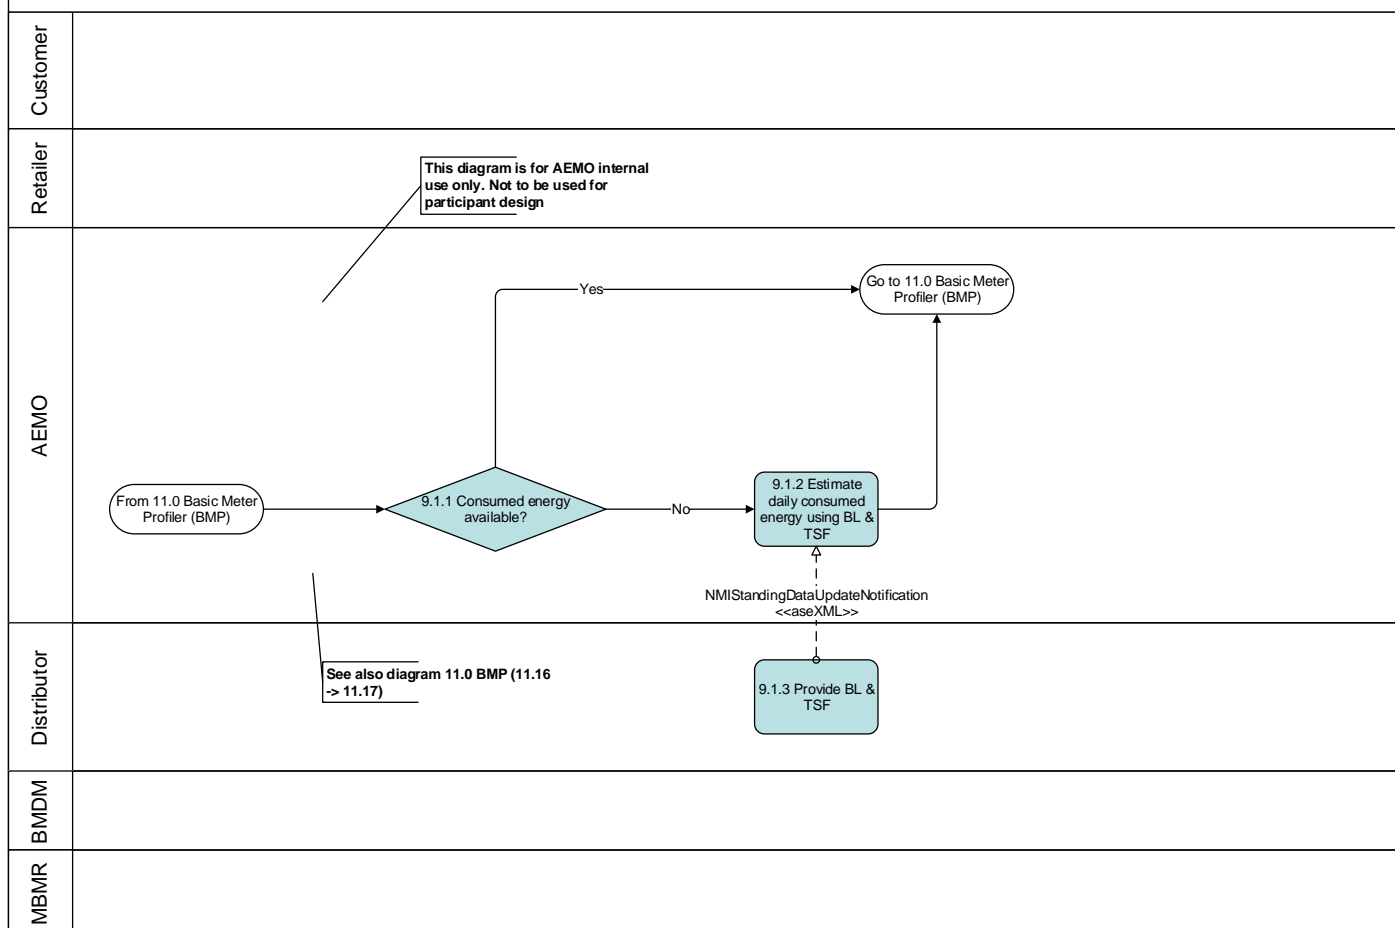 Customer
Retailer
This diagram is for AEMO internal
use only. Not to be used for
participant design
AEMO
Yes
Go to 11.0 Basic Meter
Profiler (BMP)
From 11.0 Basic Meter
Profiler (BMP)
9.1.1 Consumed energy
available?
No
9.1.2 Estimate
daily consumed
energy using BL &
TSF
NMIStandingDataUpdateNotification
<<aseXML>>
Distributor
See also diagram 11.0 BMP (11.16
-> 11.17)
9.1.3 Provide BL &
TSF
BMDM
MBMR